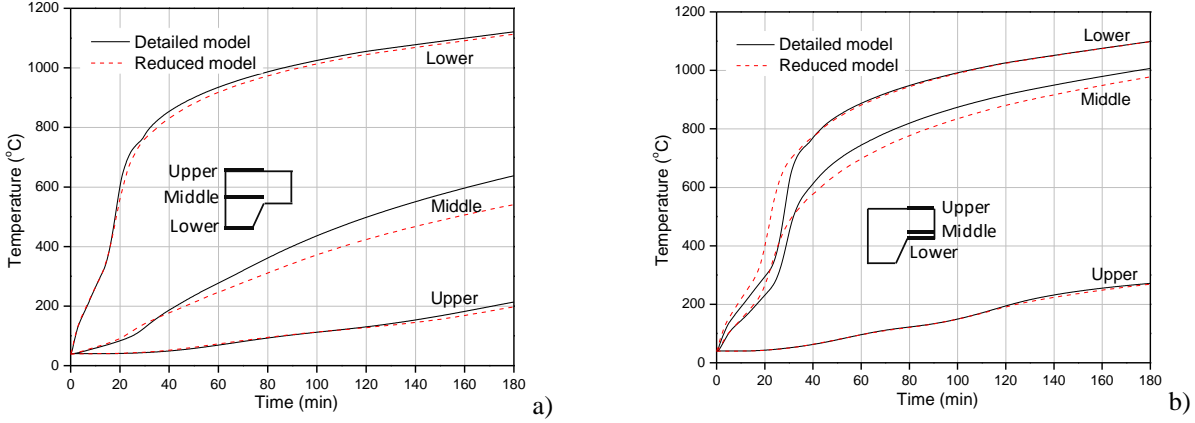 1200
1000
800
600
400
200
0
Temperature (°C)
Detailed model
Reduced model
Lower
Upper
Middle
Lower
Middle
Upper
0 20 40 60 80 100 120 140 160 180
Time (min)
a)
1200
1000
800
600
400
200
0
Temperature (°C)
Detailed model
Reduced model
Lower
Middle
Upper
Middle
Lower
Upper
0 20 40 60 80 100 120 140 160 180
Time (min)
b)